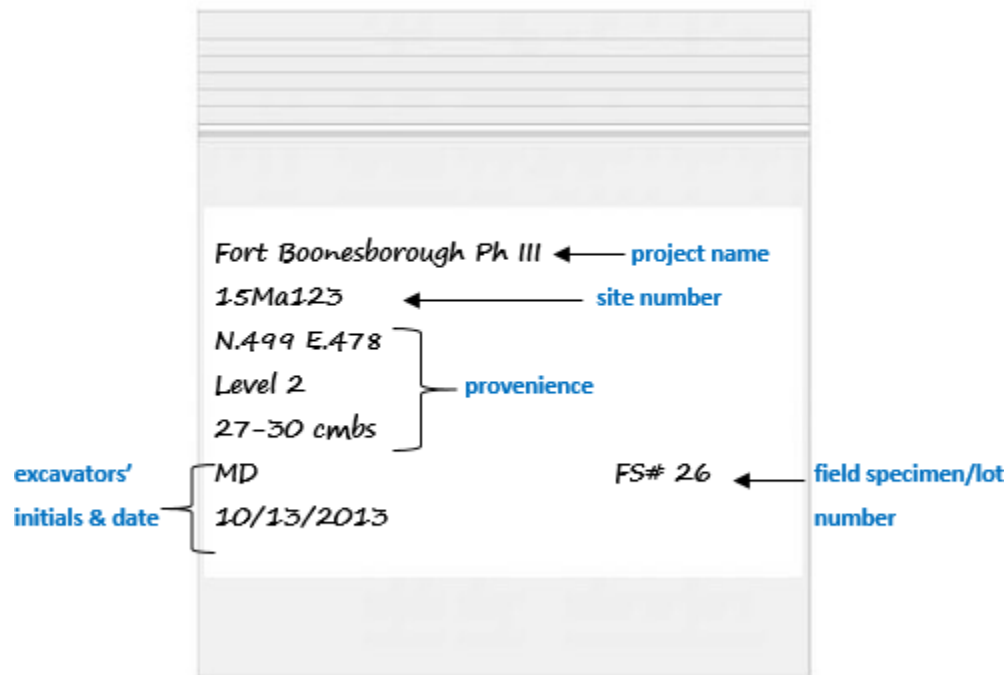 Fort Boonesborough Ph III project name
15Ma123 site number
N.499 E.478
Level 2 provenience
27-30 cmbs
excavators' MD FS# 26 field specimen/lot
initials & date 10/13/2013 number